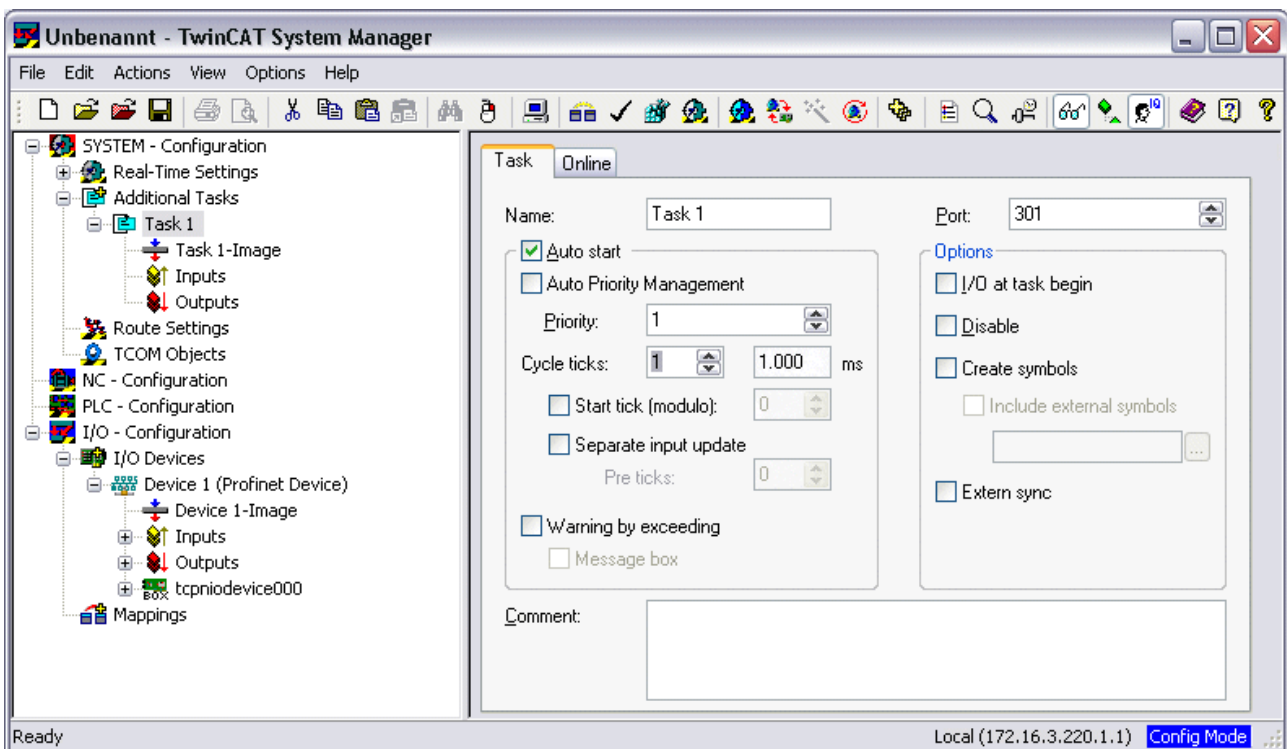 Unbenannt - TwinCAT System Manager
File Edit Actions View Options Help
SYSTEM - Configuration
Real-Time Settings
Additional Tasks
Task 1
Task 1-Image
Inputs
Outputs
Route Settings
TCOM Objects
NC - Configuration
PLC - Configuration
I/O - Configuration
I/O Devices
Device 1 (Profinet Device)
Device 1-Image
Inputs
Outputs
BOX tcpniodevice000
Mappings
Task Online
Name: Task 1 Port: 301
Auto start
Auto Priority Management
Priority: 1
Cycle ticks: 1 1.000 ms
Start tick (modulo): 0
Separate input update
Pre ticks: 0
Warning by exceeding
Message box
Options
I/O at task begin
Disable
Create symbols
Include external symbols
...
Extern sync
Comment:
Ready Local (172.16.3.220.1.1) Config Mode